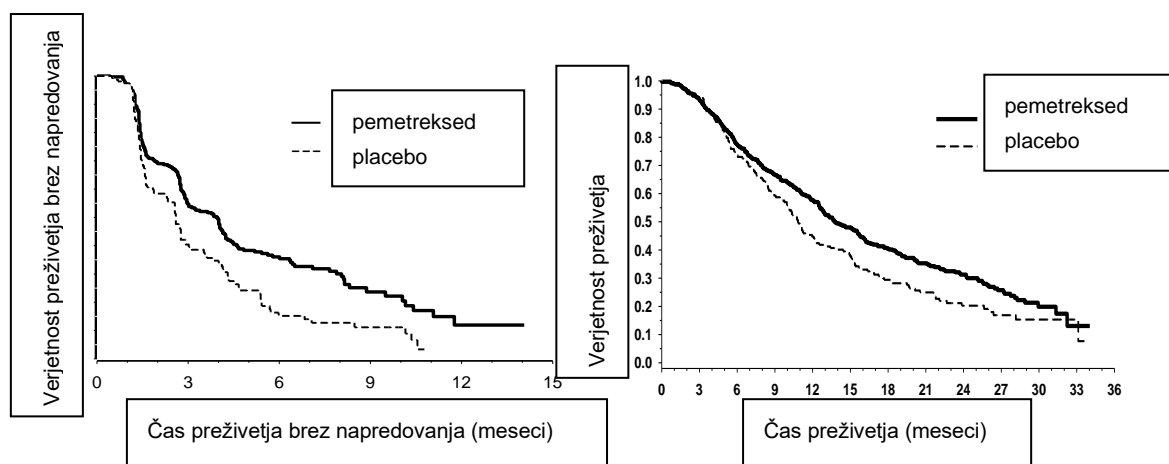 Verjetnost preživetja brez napredovanja
pemetreksed
placebo
0 3 6 9 12 15
Čas preživetja brez napredovanja (meseci)
Verjetnost preživetja
1.0
0.9
0.8
0.7
0.6
0.5
0.4
0.3
0.2
0.1
0.0
pemetreksed
placebo
0 3 6 9 12 15 18 21 24 27 30 33 36
Čas preživetja (meseci)